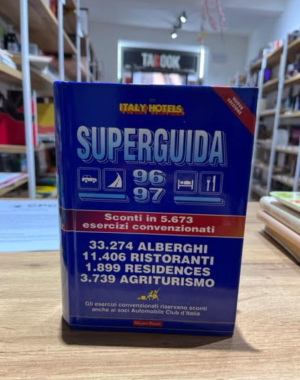 TABOOK
ITALY HOTELS
SUPERGUIDA
96
97
Sconti in 5.673
esercizi convenzionati
33.274 ALBERGHI
11.406 RISTORANTI
1.899 RESIDENCES
3.739 AGRITURISMO
Gli esercizi convenzionati riservano sconti
anche ai soci Automobile Club d'Italia